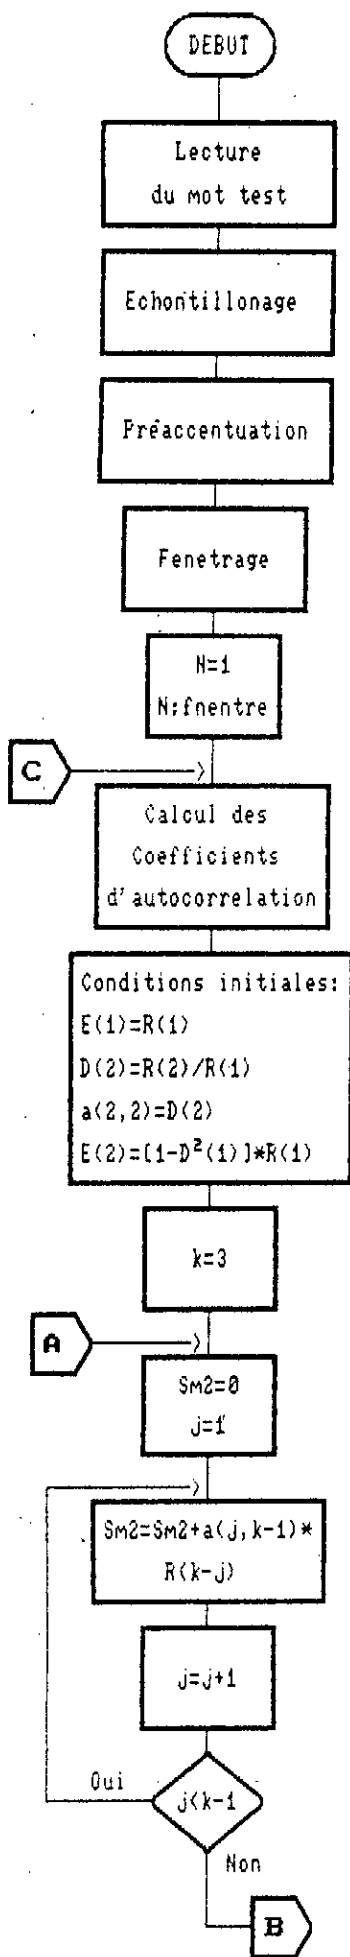 DEBUT
Lecture
du mot test
Echontillonage
Préaccentuation
Fenetrage
N=1
N:fnentre
C
Calcul des
Coefficients
d'autocorrelation
Conditions initiales:
E(1)=R(1)
D(2)=R(2)/R(1)
a(2,2)=D(2)
E(2)=[1-D²(1)]*R(1)
k=3
A
Sm2=0
j=1
Sm2=Sm2+a(j,k-1)*
R(k-j)
j=j+1
Oui
j<k-1
Non
B